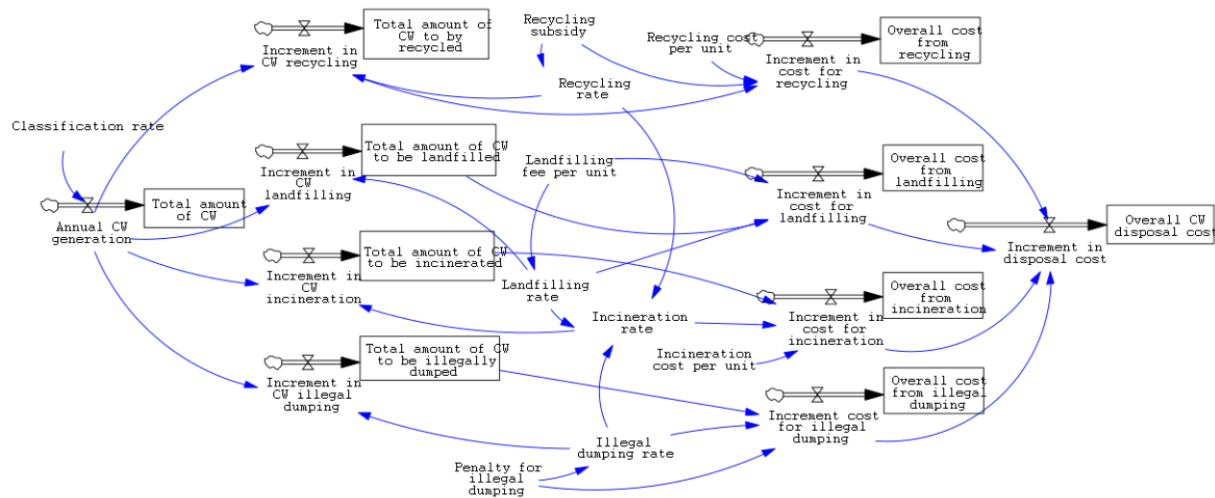 Total amount of
CW to by
recycled
Increment in
CW recycling
Recycling
subsidy
Recycling cost
per unit
Increment in
cost for
recycling
Overall cost
from
recycling
Recycling
rate
Classification rate
Total amount of CW
to be landfilled
Increment in
CW
landfilling
Landfilling
fee per unit
Overall cost
from
landfilling
Increment in
cost for
landfilling
Total amount
of CW
Annual CW
generation
Overall CW
disposal cost
Increment in
disposal cost
Total amount of CW
to be incinerated
Increment in
CW
incineration
Landfilling
rate
Incineration
rate
Overall cost
from
incineration
Increment in
cost for
incineration
Incineration
cost per unit
Total amount of CW
to be illegally
dumped
Increment in
CW illegal
dumping
Overall cost
from illegal
dumping
Increment cost
for illegal
dumping
Illegal
dumping rate
Penalty for
illegal
dumping